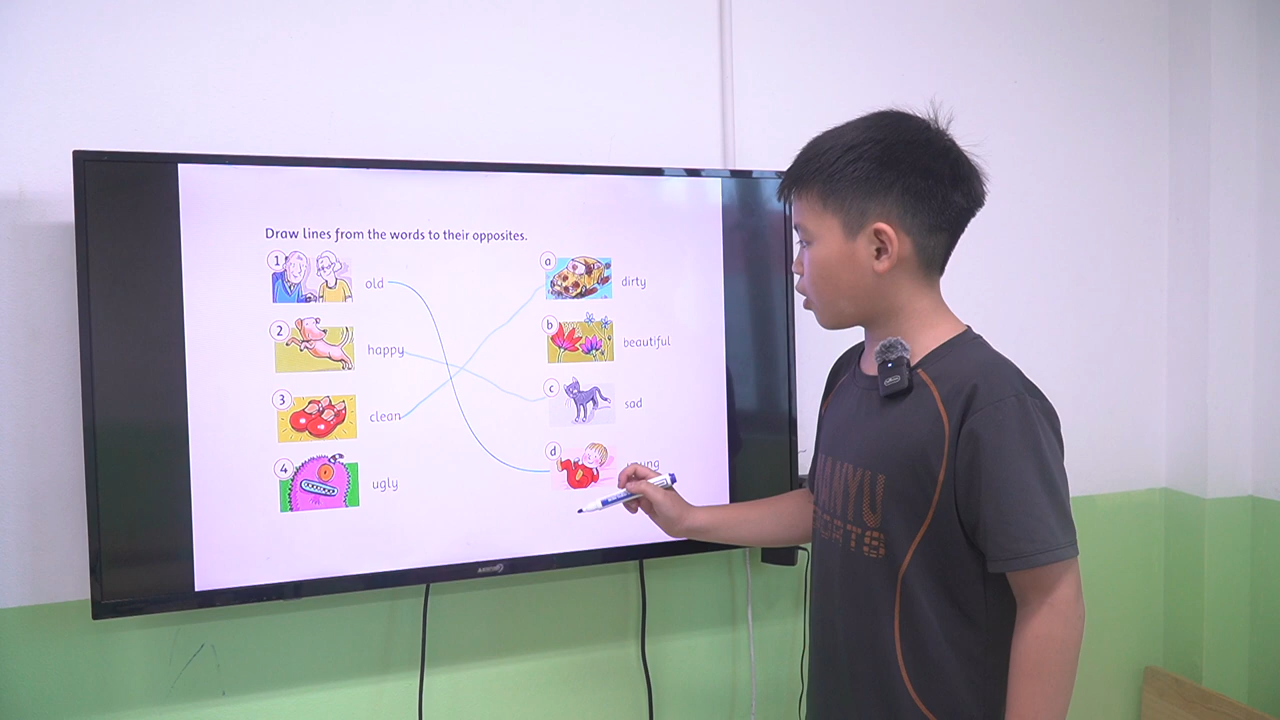 Draw lines from the words to their opposites.
1 old
a dirty
2 happy
b beautiful
3 clean
c sad
4 ugly
d